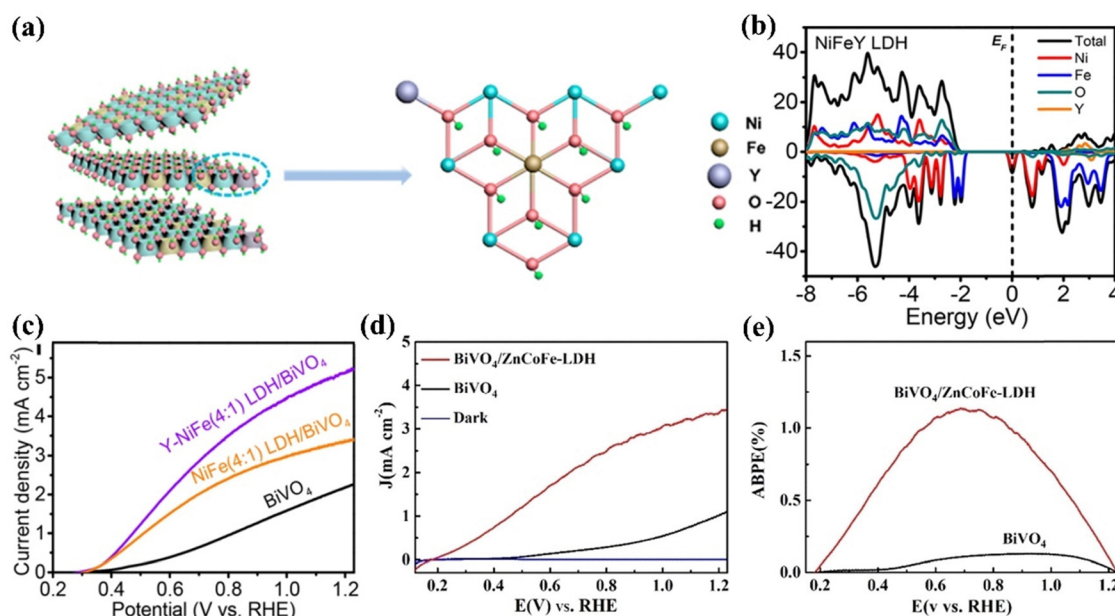 (a)
Ni
Fe
Y
O
H
(b)
NiFeY LDH
E_F
Total
Ni
Fe
O
Y
40
20
0
-20
-40
-8 -6 -4 -2 0 2 4
Energy (eV)
(c)
Y-NiFe(4:1) LDH/BiVO₄
NiFe(4:1) LDH/BiVO₄
BiVO₄
Current density (mA cm⁻²)
5
4
3
2
1
0
0.2 0.4 0.6 0.8 1.0 1.2
Potential (V vs. RHE)
(d)
BiVO₄/ZnCoFe-LDH
BiVO₄
Dark
J(mA cm⁻²)
5
4
3
2
1
0
0.2 0.4 0.6 0.8 1.0 1.2
E(V) vs. RHE
(e)
BiVO₄/ZnCoFe-LDH
BiVO₄
ABPE(%)
1.5
1.0
0.5
0.0
0.2 0.4 0.6 0.8 1.0 1.2
E(v vs. RHE)